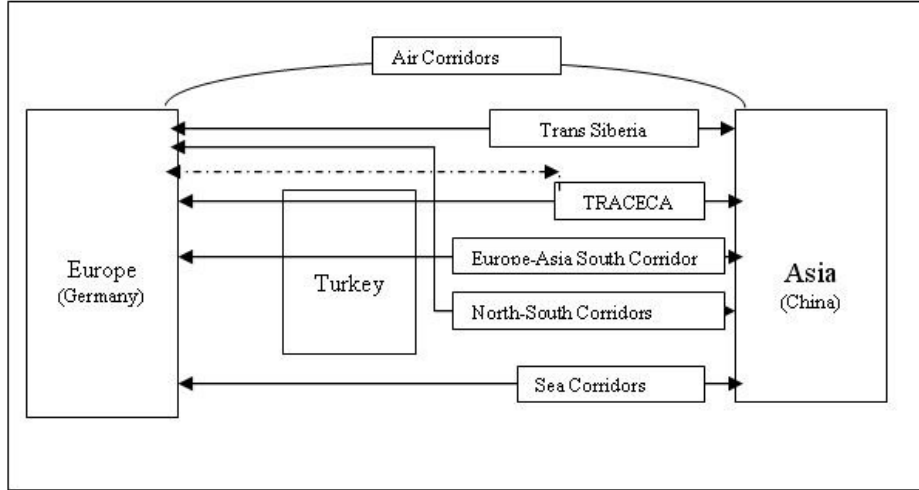 Air Corridors
Trans Siberia
TRACECA
Europe-Asia South Corridor
Europe
(Germany)
Turkey
Asia
(China)
North-South Corridors
Sea Corridors